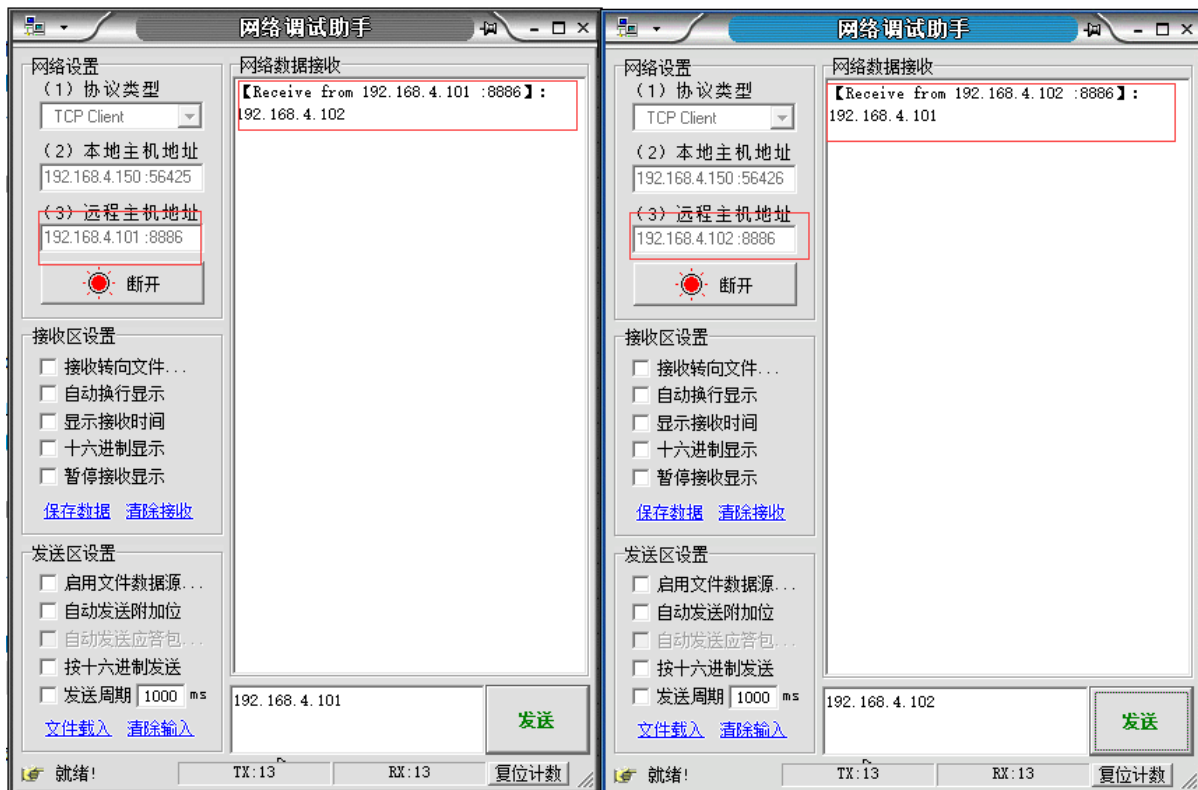 网络调试助手
网络设置
(1) 协议类型
TCP Client
(2) 本地主机地址
192.168.4.150 :56425
(3) 远程主机地址
192.168.4.101 :8886
断开
接收区设置
接收转向文件...
自动换行显示
显示接收时间
十六进制显示
暂停接收显示
保存数据 清除接收
发送区设置
启用文件数据源...
自动发送附加位
自动发送应答包...
按十六进制发送
发送周期 1000 ms
文件载入 清除输入
网络数据接收
【Receive from 192.168.4.101 :8886】:
192.168.4.102
192.168.4.101
发送
就绪!
TX:13
RX:13
复位计数
网络调试助手
网络设置
(1) 协议类型
TCP Client
(2) 本地主机地址
192.168.4.150 :56426
(3) 远程主机地址
192.168.4.102 :8886
断开
接收区设置
接收转向文件...
自动换行显示
显示接收时间
十六进制显示
暂停接收显示
保存数据 清除接收
发送区设置
启用文件数据源...
自动发送附加位
自动发送应答包...
按十六进制发送
发送周期 1000 ms
文件载入 清除输入
网络数据接收
【Receive from 192.168.4.102 :8886】:
192.168.4.101
192.168.4.102
发送
就绪!
TX:13
RX:13
复位计数